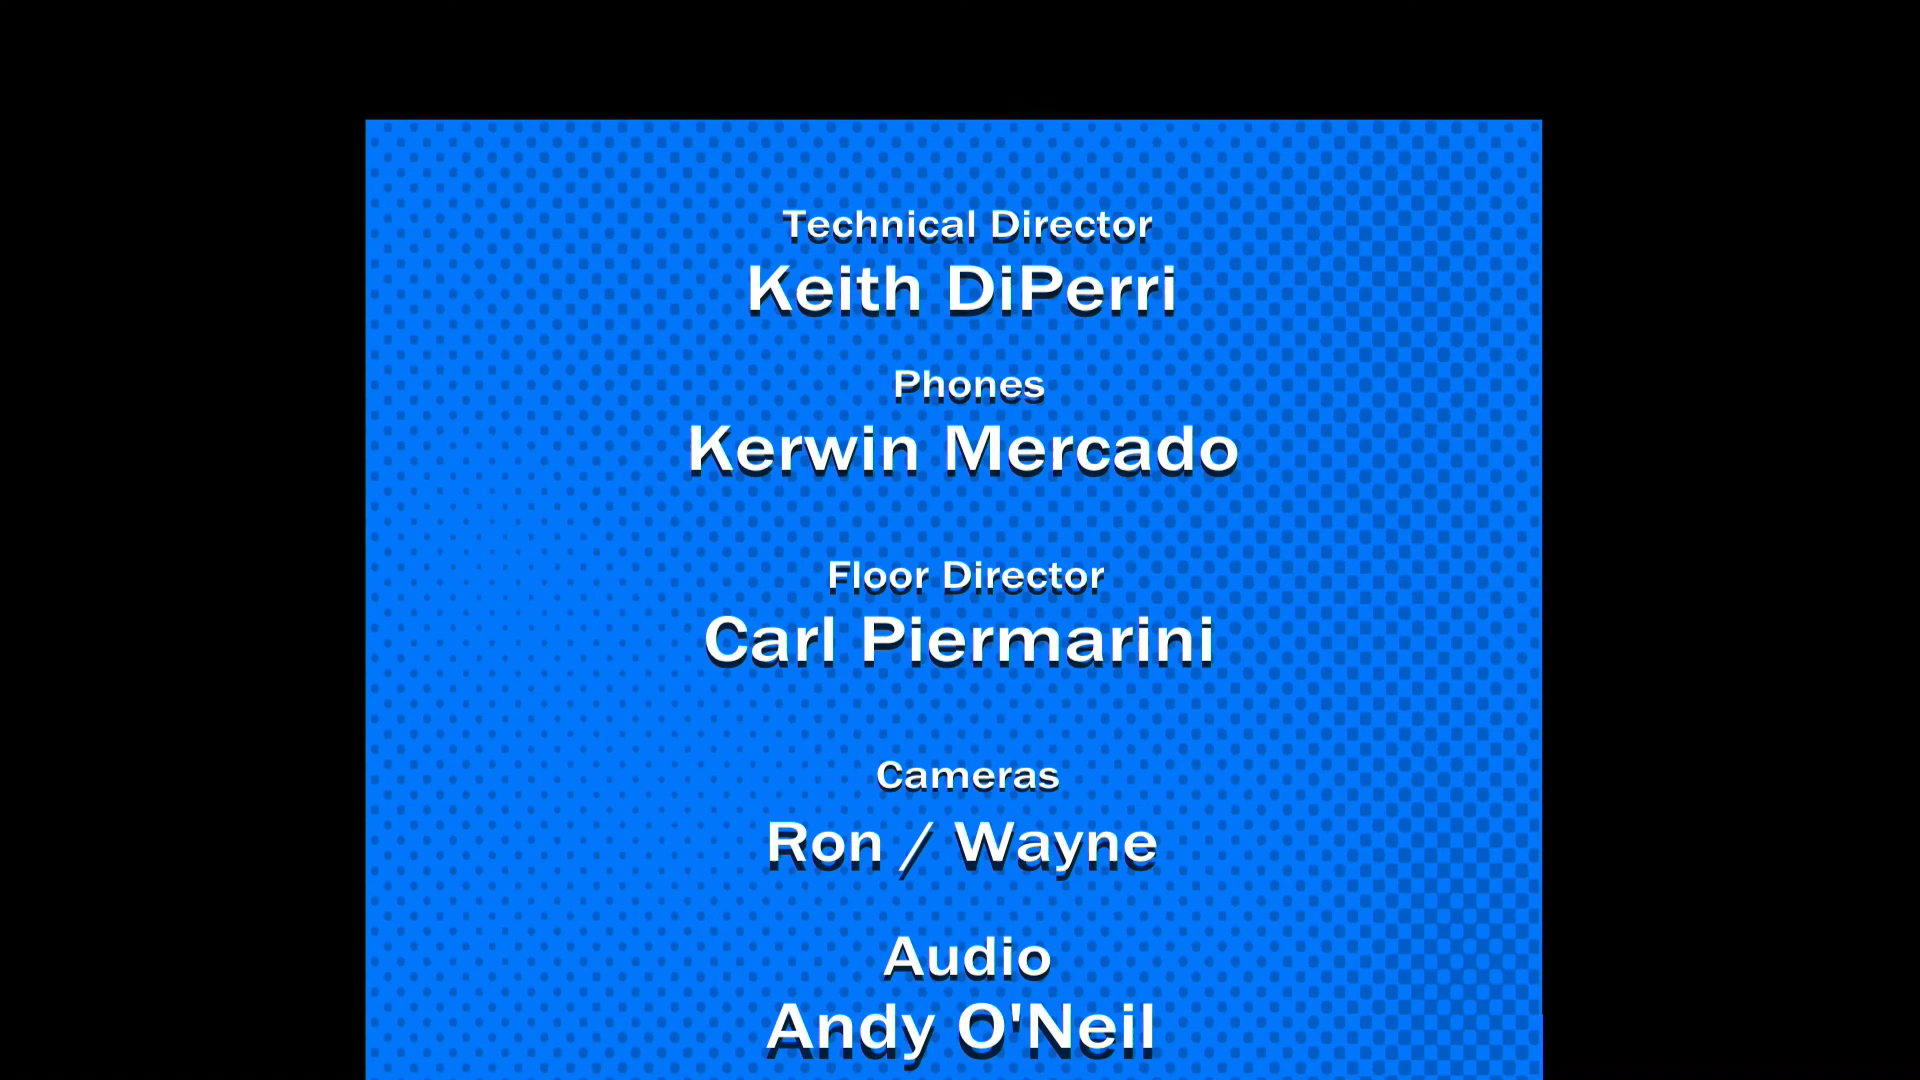 Technical Director
Keith DiPerri
Phones
Kerwin Mercado
Floor Director
Carl Piermarini
Cameras
Ron / Wayne
Audio
Andy O'Neil